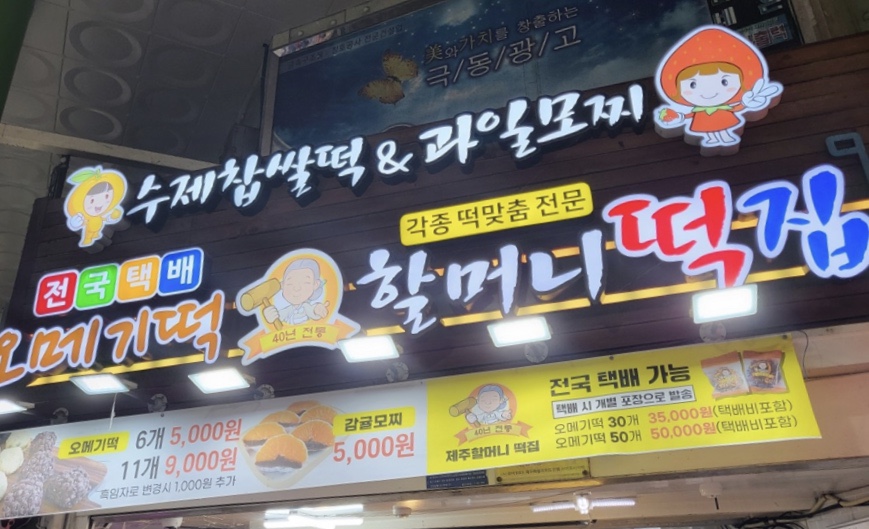 美와가치를 창출하는
극/동/광/고
수제찹쌀떡&과일모찌
각종 떡맞춤 전문
전국택배
오메기떡
40년 전통
할머니떡집
오메기떡 6개 5,000원
11개 9,000원
흑임자로 변경시 1,000원 추가
감귤모찌
5,000원
40년 전통
제주할머니 떡집
전국 택배 가능
택배 시 개별 포장으로 발송
오메기떡 30개 35,000원(택배비포함)
오메기떡 50개 50,000원(택배비포함)